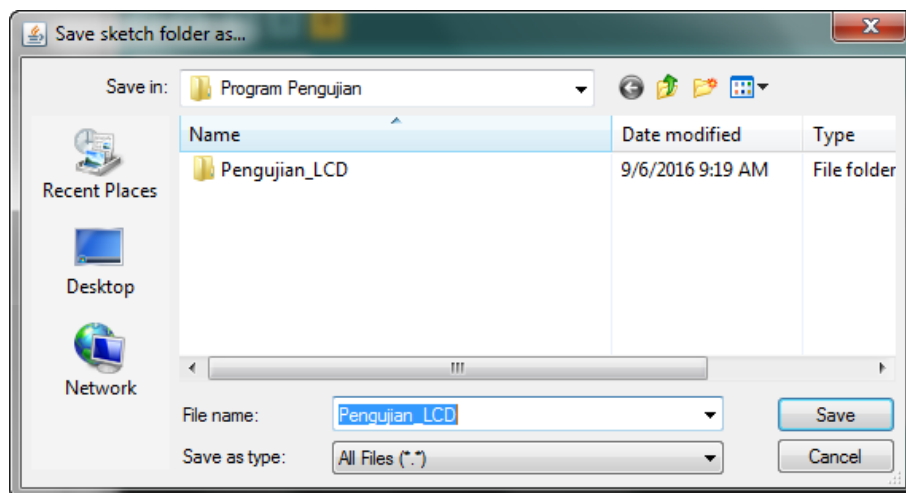 Save sketch folder as...
Save in: Program Pengujian
Name Date modified Type
Pengujian_LCD 9/6/2016 9:19 AM File folder
Recent Places
Desktop
Network
File name: Pengujian_LCD Save
Save as type: All Files (*.*) Cancel